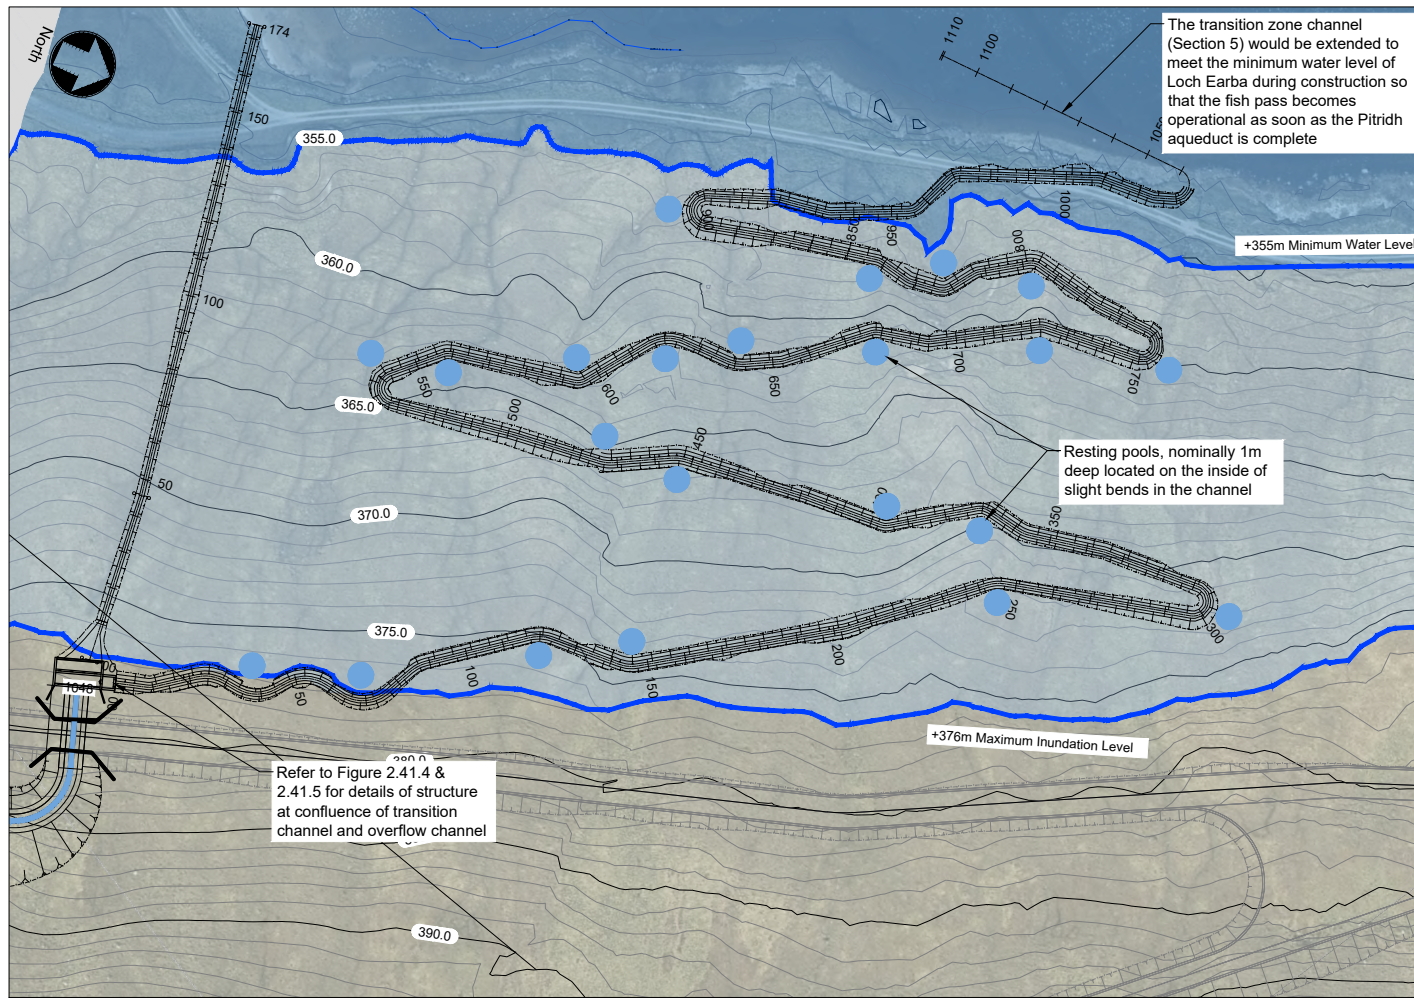 North
174
150
100
50
355.0
360.0
365.0
370.0
375.0
390.0
1110
1100
The transition zone channel
(Section 5) would be extended to
meet the minimum water level of
Loch Earba during construction so
that the fish pass becomes
operational as soon as the Pitridh
aqueduct is complete
+355m Minimum Water Level
1000
950
900
850
800
750
700
650
600
550
500
450
350
300
250
200
150
100
50
Resting pools, nominally 1m
deep located on the inside of
slight bends in the channel
+376m Maximum Inundation Level
1048
Refer to Figure 2.41.4 &
2.41.5 for details of structure
at confluence of transition
channel and overflow channel